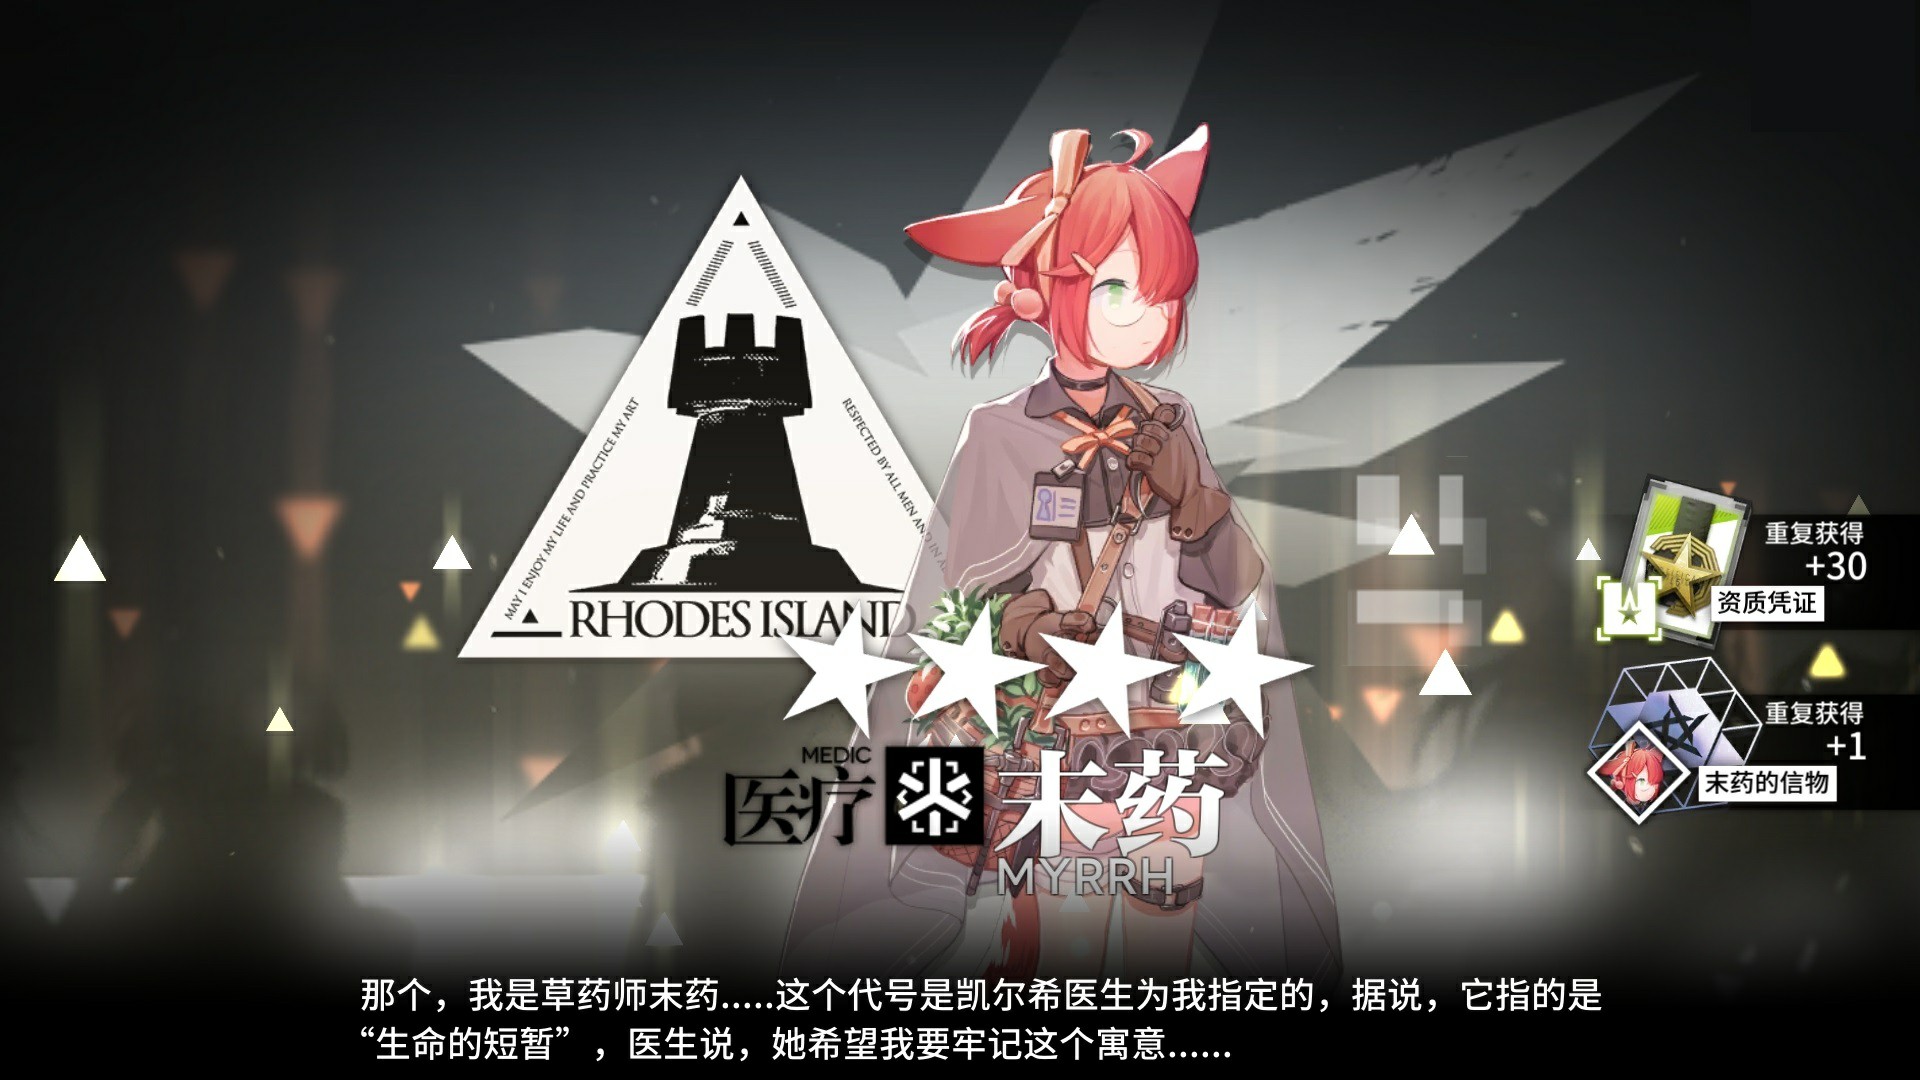 MAY I ENJOY MY LIFE AND PRACTICE MY ART
RESPECTED BY ALL MEN AND IN
RHODES ISLAND
MEDIC
医疗
末药
MYRRH
重复获得
+30
资质凭证
重复获得
+1
末药的信物
那个，我是草药师末药.....这个代号是凯尔希医生为我指定的，据说，它指的是
“生命的短暂”，医生说，她希望我要牢记这个寓意......